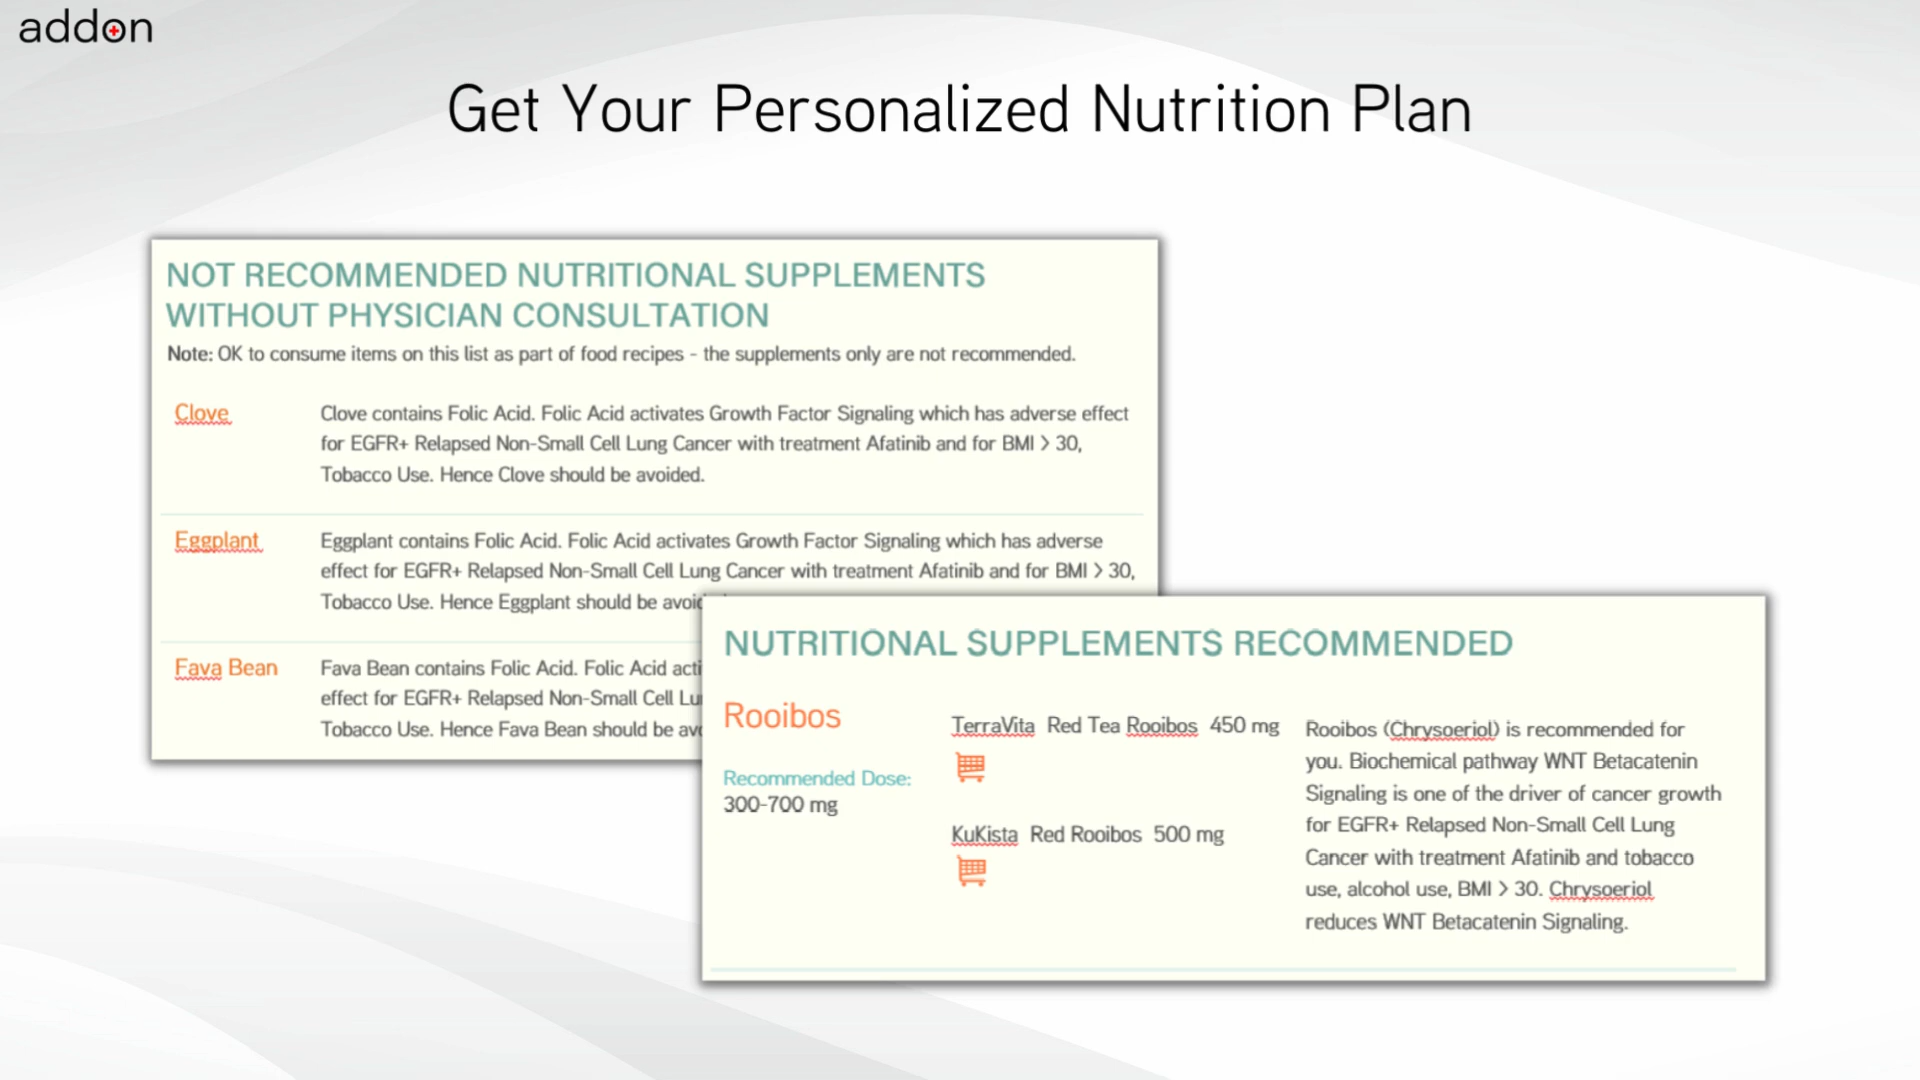 addon
Get Your Personalized Nutrition Plan
NOT RECOMMENDED NUTRITIONAL SUPPLEMENTS
WITHOUT PHYSICIAN CONSULTATION
Note: OK to consume items on this list as part of food recipes - the supplements only are not recommended.
Clove
Clove contains Folic Acid. Folic Acid activates Growth Factor Signaling which has adverse effect
for EGFR+ Relapsed Non-Small Cell Lung Cancer with treatment Afatinib and for BMI > 30,
Tobacco Use. Hence Clove should be avoided.
Eggplant
Eggplant contains Folic Acid. Folic Acid activates Growth Factor Signaling which has adverse
effect for EGFR+ Relapsed Non-Small Cell Lung Cancer with treatment Afatinib and for BMI > 30,
Tobacco Use. Hence Eggplant should be
Fava Bean
Fava Bean contains Folic Acid. Folic Acid
effect for EGFR+ Relapsed Non-Small Cell
Tobacco Use. Hence Fava Bean should be
NUTRITIONAL SUPPLEMENTS RECOMMENDED
Rooibos
Recommended Dose:
300-700 mg
TerraVita Red Tea Rooibos 450 mg
KuKista Red Rooibos 500 mg
Rooibos (Chrysoeriol) is recommended for
you. Biochemical pathway WNT Betacatenin
Signaling is one of the driver of cancer growth
for EGFR+ Relapsed Non-Small Cell Lung
Cancer with treatment Afatinib and tobacco
use, alcohol use, BMI > 30. Chrysoeriol
reduces WNT Betacatenin Signaling.